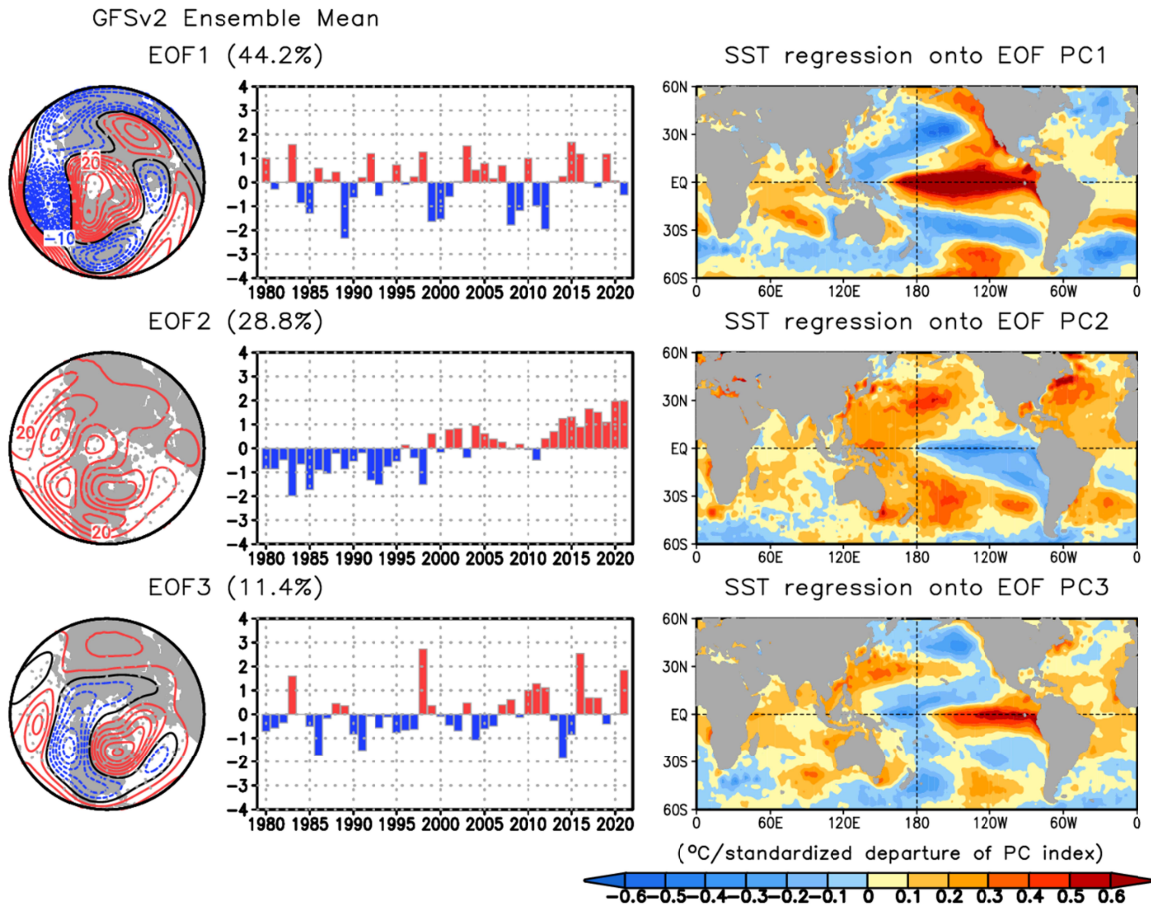 GFSv2 Ensemble Mean
EOF1 (44.2%)
SST regression onto EOF PC1
20
-10
4
3
2
1
0
-1
-2
-3
-4
1980 1985 1990 1995 2000 2005 2010 2015 2020
60N
30N
EQ
30S
60S
0 60E 120E 180 120W 60W 0
EOF2 (28.8%)
SST regression onto EOF PC2
20
20
4
3
2
1
0
-1
-2
-3
-4
1980 1985 1990 1995 2000 2005 2010 2015 2020
60N
30N
EQ
30S
60S
0 60E 120E 180 120W 60W 0
EOF3 (11.4%)
SST regression onto EOF PC3
4
3
2
1
0
-1
-2
-3
-4
1980 1985 1990 1995 2000 2005 2010 2015 2020
60N
30N
EQ
30S
60S
0 60E 120E 180 120W 60W 0
(°C/standardized departure of PC index)
-0.6 -0.5 -0.4 -0.3 -0.2 -0.1 0 0.1 0.2 0.3 0.4 0.5 0.6